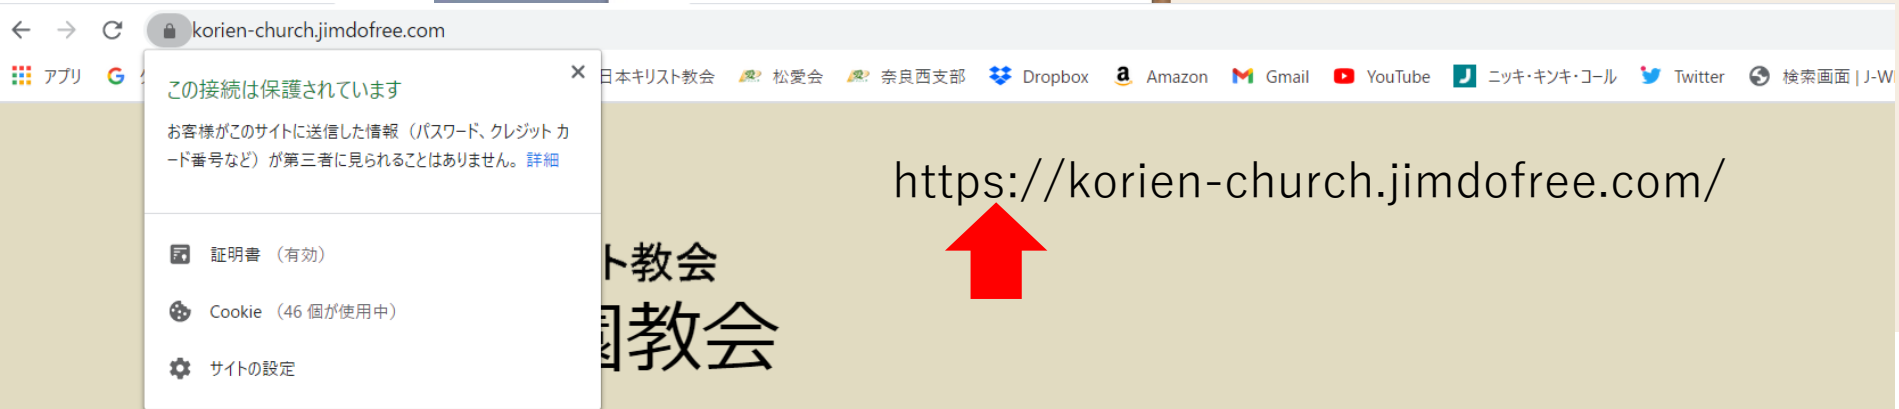 korien-church.jimdofree.com
アプリ
日本キリスト教会 松愛会 奈良西支部 Dropbox Amazon Gmail YouTube ニッキ・キンキ・コール Twitter 検索画面 | J-W
この接続は保護されています
お客様がこのサイトに送信した情報（パスワード、クレジット カ
ード番号など）が第三者に見られることはありません。 詳細
証明書 （有効）
Cookie （46 個が使用中）
サイトの設定
https://korien-church.jimdofree.com/
ト教会
園教会